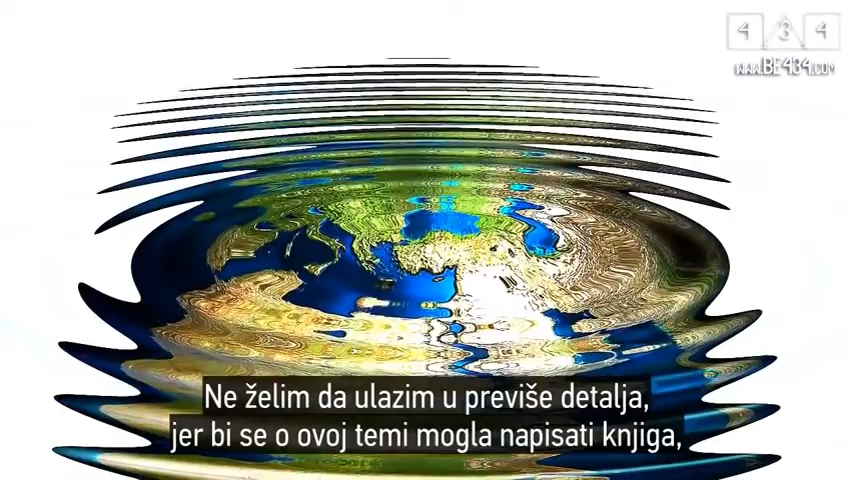 4 3 4
www.BE434.com
Ne želim da ulazim u previše detalja,
jer bi se o ovoj temi mogla napisati knjiga,